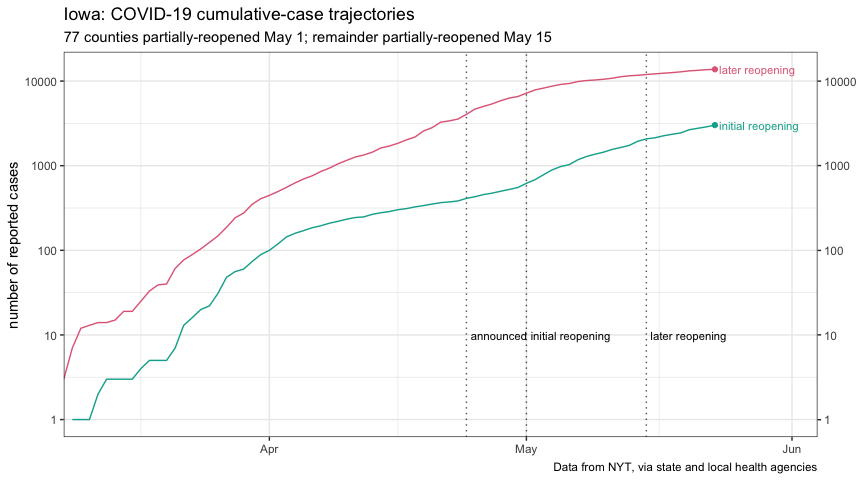 Iowa: COVID-19 cumulative-case trajectories
77 counties partially-reopened May 1; remainder partially-reopened May 15
number of reported cases
10000
1000
100
10
1
later reopening
initial reopening
announced initial reopening
later reopening
10000
1000
100
10
1
Apr
May
Jun
Data from NYT, via state and local health agencies